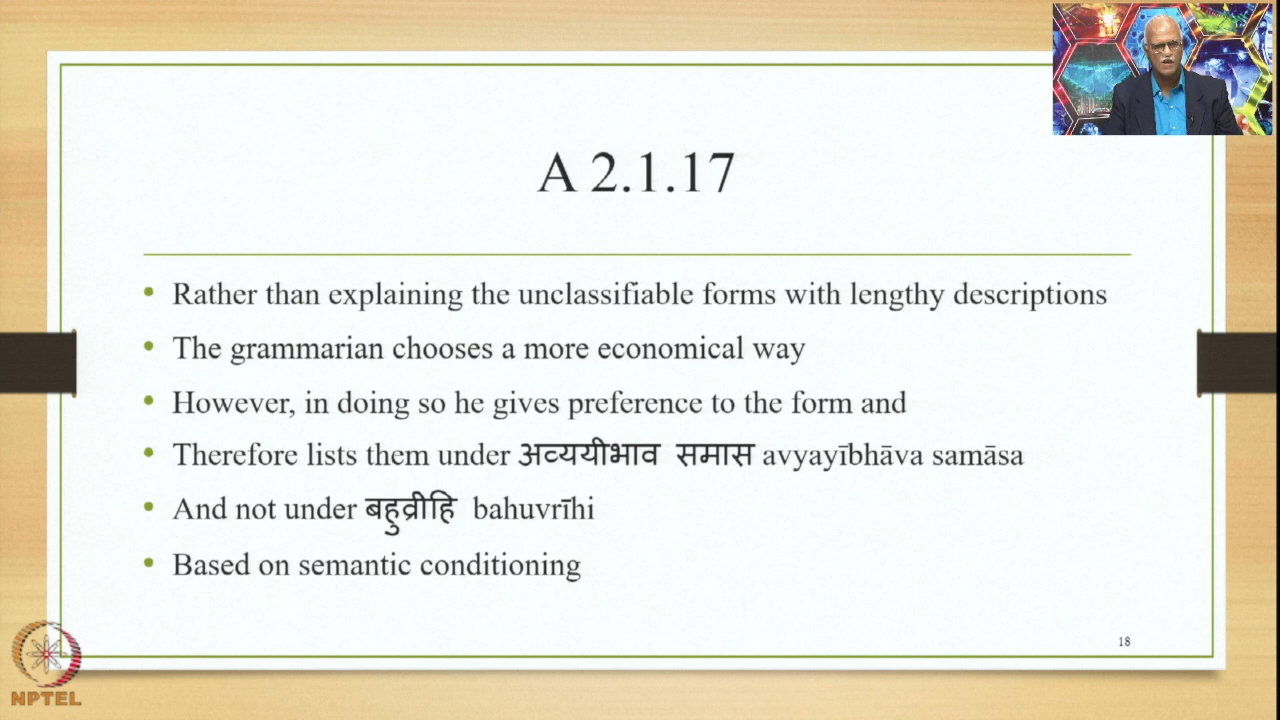 A 2.1.17
• Rather than explaining the unclassifiable forms with lengthy descriptions
• The grammarian chooses a more economical way
• However, in doing so he gives preference to the form and
• Therefore lists them under अव्ययीभाव समास avyayībhāva samāsa
• And not under बहुव्रीहि bahuvrīhi
• Based on semantic conditioning
18
NPTEL